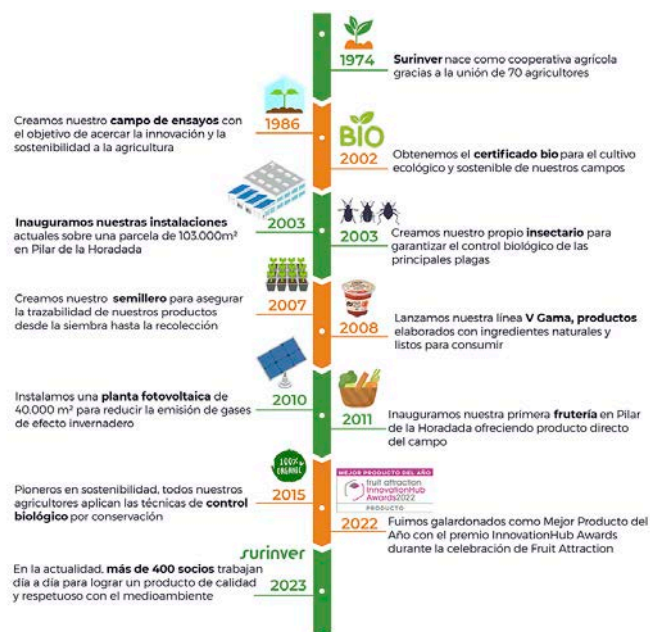 1974
Surinver nace como cooperativa agrícola
gracias a la unión de 70 agricultores
1986
Creamos nuestro campo de ensayos con
el objetivo de acercar la innovación y la
sostenibilidad a la agricultura
BIO
2002
Obtenemos el certificado bio para el cultivo
ecológico y sostenible de nuestros campos
2003
Inauguramos nuestras instalaciones
actuales sobre una parcela de 103.000m²
en Pilar de la Horadada
2003
Creamos nuestro propio insectario para
garantizar el control biológico de las
principales plagas
2007
Creamos nuestro semillero para asegurar
la trazabilidad de nuestros productos
desde la siembra hasta la recolección
2008
Lanzamos nuestra línea V Gama, productos
elaborados con ingredientes naturales y
listos para consumir
2010
Instalamos una planta fotovoltaica de
40.000 m² para reducir la emisión de gases
de efecto invernadero
2011
Inauguramos nuestra primera frutería en Pilar
de la Horadada ofreciendo producto directo
del campo
100%
ORGANIC
2015
Pioneros en sostenibilidad, todos nuestros
agricultores aplican las técnicas de control
biológico por conservación
MEJOR PRODUCTO DEL AÑO
fruit attraction
InnovationHub
Awards2022
PRODUCTO
2022
Fuimos galardonados como Mejor Producto del
Año con el premio InnovationHub Awards
durante la celebración de Fruit Attraction
surinver
2023
En la actualidad, más de 400 socios trabajan
día a día para lograr un producto de calidad
y respetuoso con el medioambiente